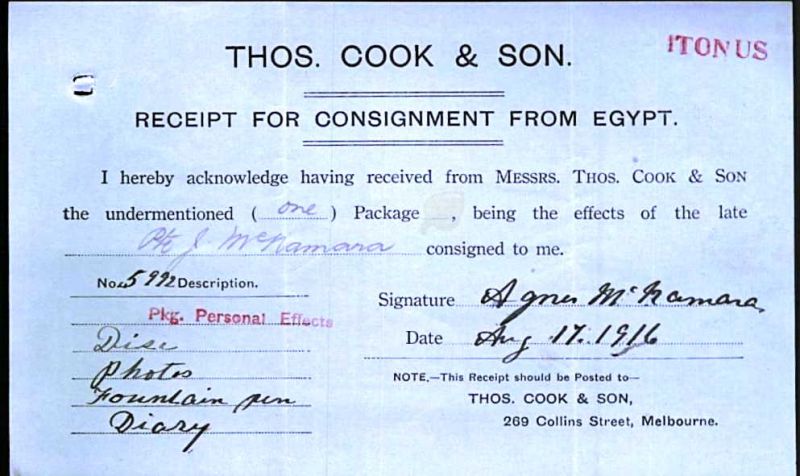 ITONUS
THOS. COOK & SON.
RECEIPT FOR CONSIGNMENT FROM EGYPT.
I hereby acknowledge having received from MESSRS. THOS. COOK & SON
the undermentioned ( one ) Package , being the effects of the late
Pte J McNamara consigned to me.
No. 5992 Description.
Pkg. Personal Effects
Disc
Photos
Fountain pen
Diary
Signature Agnes McNamara
Date Aug 17. 1916
NOTE.—This Receipt should be Posted to—
THOS. COOK & SON,
269 Collins Street, Melbourne.